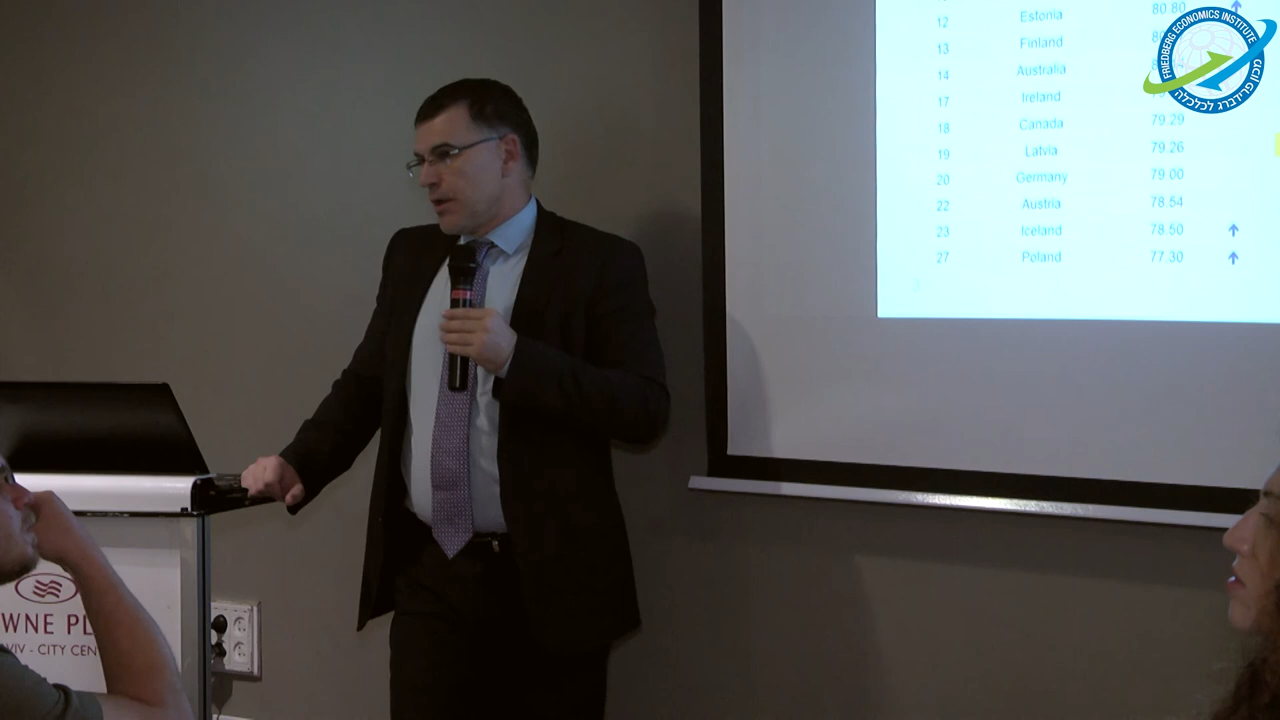 12 Estonia 80.80
13 Finland
14 Australia
17 Ireland
18 Canada 79.29
19 Latvia 79.26
20 Germany 79.00
22 Austria 78.54
23 Iceland 78.50 ↑
27 Poland 77.30 ↑
FRIEDBERG ECONOMICS INSTITUTE
מכון פרידברג לכלכלה
WNE PL
VIV - CITY CEN